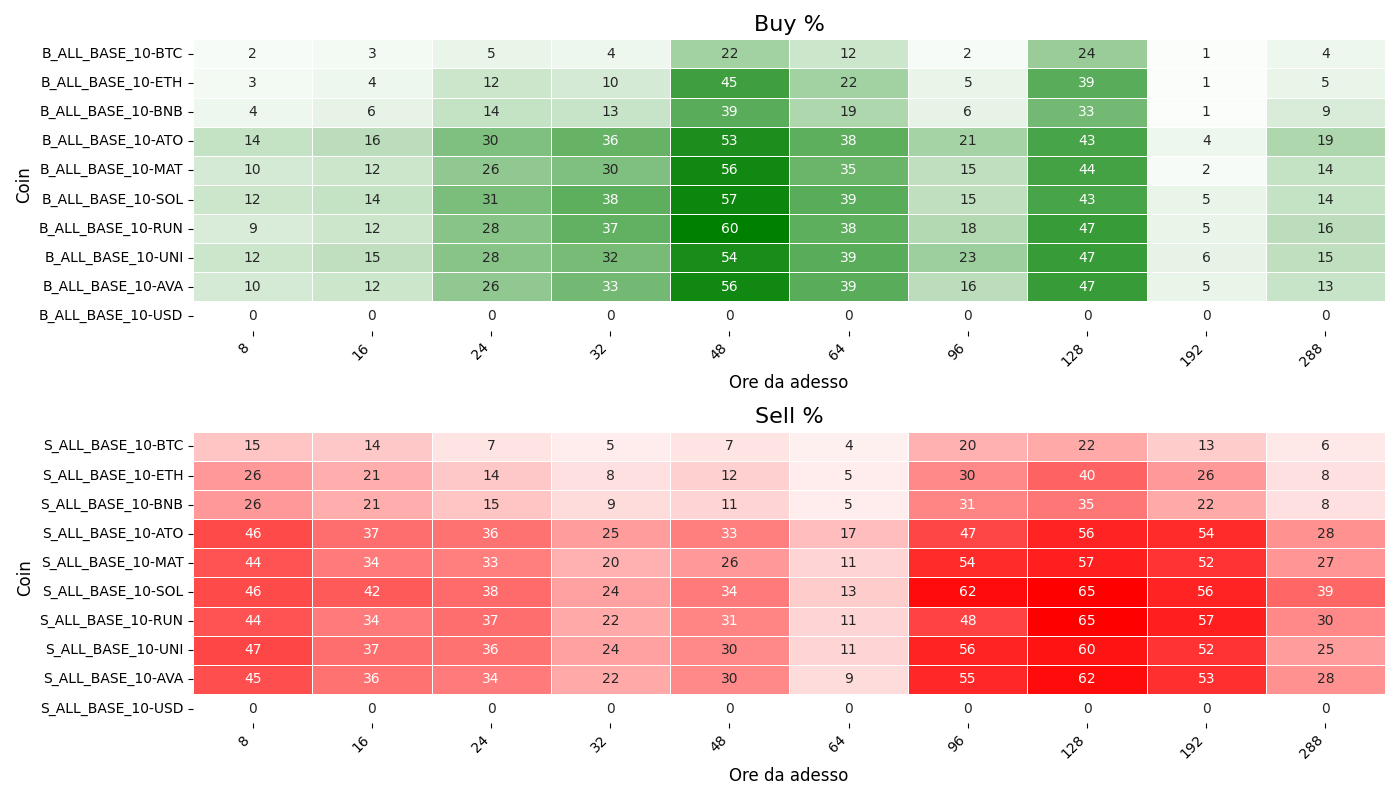 Buy %
Coin
B_ALL_BASE_10-BTC 2 3 5 4 22 12 2 24 1 4
B_ALL_BASE_10-ETH 3 4 12 10 45 22 5 39 1 5
B_ALL_BASE_10-BNB 4 6 14 13 39 19 6 33 1 9
B_ALL_BASE_10-ATO 14 16 30 36 53 38 21 43 4 19
B_ALL_BASE_10-MAT 10 12 26 30 56 35 15 44 2 14
B_ALL_BASE_10-SOL 12 14 31 38 57 39 15 43 5 14
B_ALL_BASE_10-RUN 9 12 28 37 60 38 18 47 5 16
B_ALL_BASE_10-UNI 12 15 28 32 54 39 23 47 6 15
B_ALL_BASE_10-AVA 10 12 26 33 56 39 16 47 5 13
B_ALL_BASE_10-USD 0 0 0 0 0 0 0 0 0 0
8 16 24 32 48 64 96 128 192 288
Ore da adesso
Sell %
Coin
S_ALL_BASE_10-BTC 15 14 7 5 7 4 20 22 13 6
S_ALL_BASE_10-ETH 26 21 14 8 12 5 30 40 26 8
S_ALL_BASE_10-BNB 26 21 15 9 11 5 31 35 22 8
S_ALL_BASE_10-ATO 46 37 36 25 33 17 47 56 54 28
S_ALL_BASE_10-MAT 44 34 33 20 26 11 54 57 52 27
S_ALL_BASE_10-SOL 46 42 38 24 34 13 62 65 56 39
S_ALL_BASE_10-RUN 44 34 37 22 31 11 48 65 57 30
S_ALL_BASE_10-UNI 47 37 36 24 30 11 56 60 52 25
S_ALL_BASE_10-AVA 45 36 34 22 30 9 55 62 53 28
S_ALL_BASE_10-USD 0 0 0 0 0 0 0 0 0 0
8 16 24 32 48 64 96 128 192 288
Ore da adesso